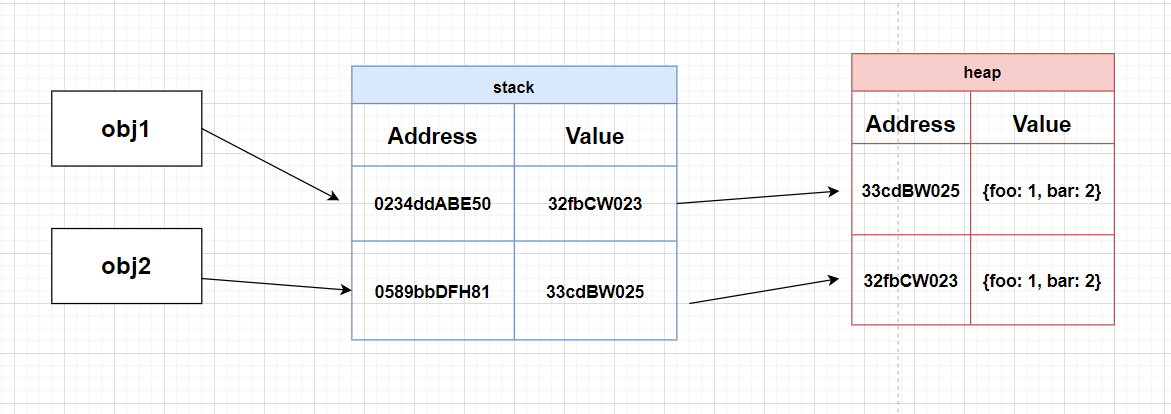 obj1
obj2
stack
Address Value
0234ddABE50 32fbCW023
0589bbDFH81 33cdBW025
heap
Address Value
33cdBW025 {foo: 1, bar: 2}
32fbCW023 {foo: 1, bar: 2}